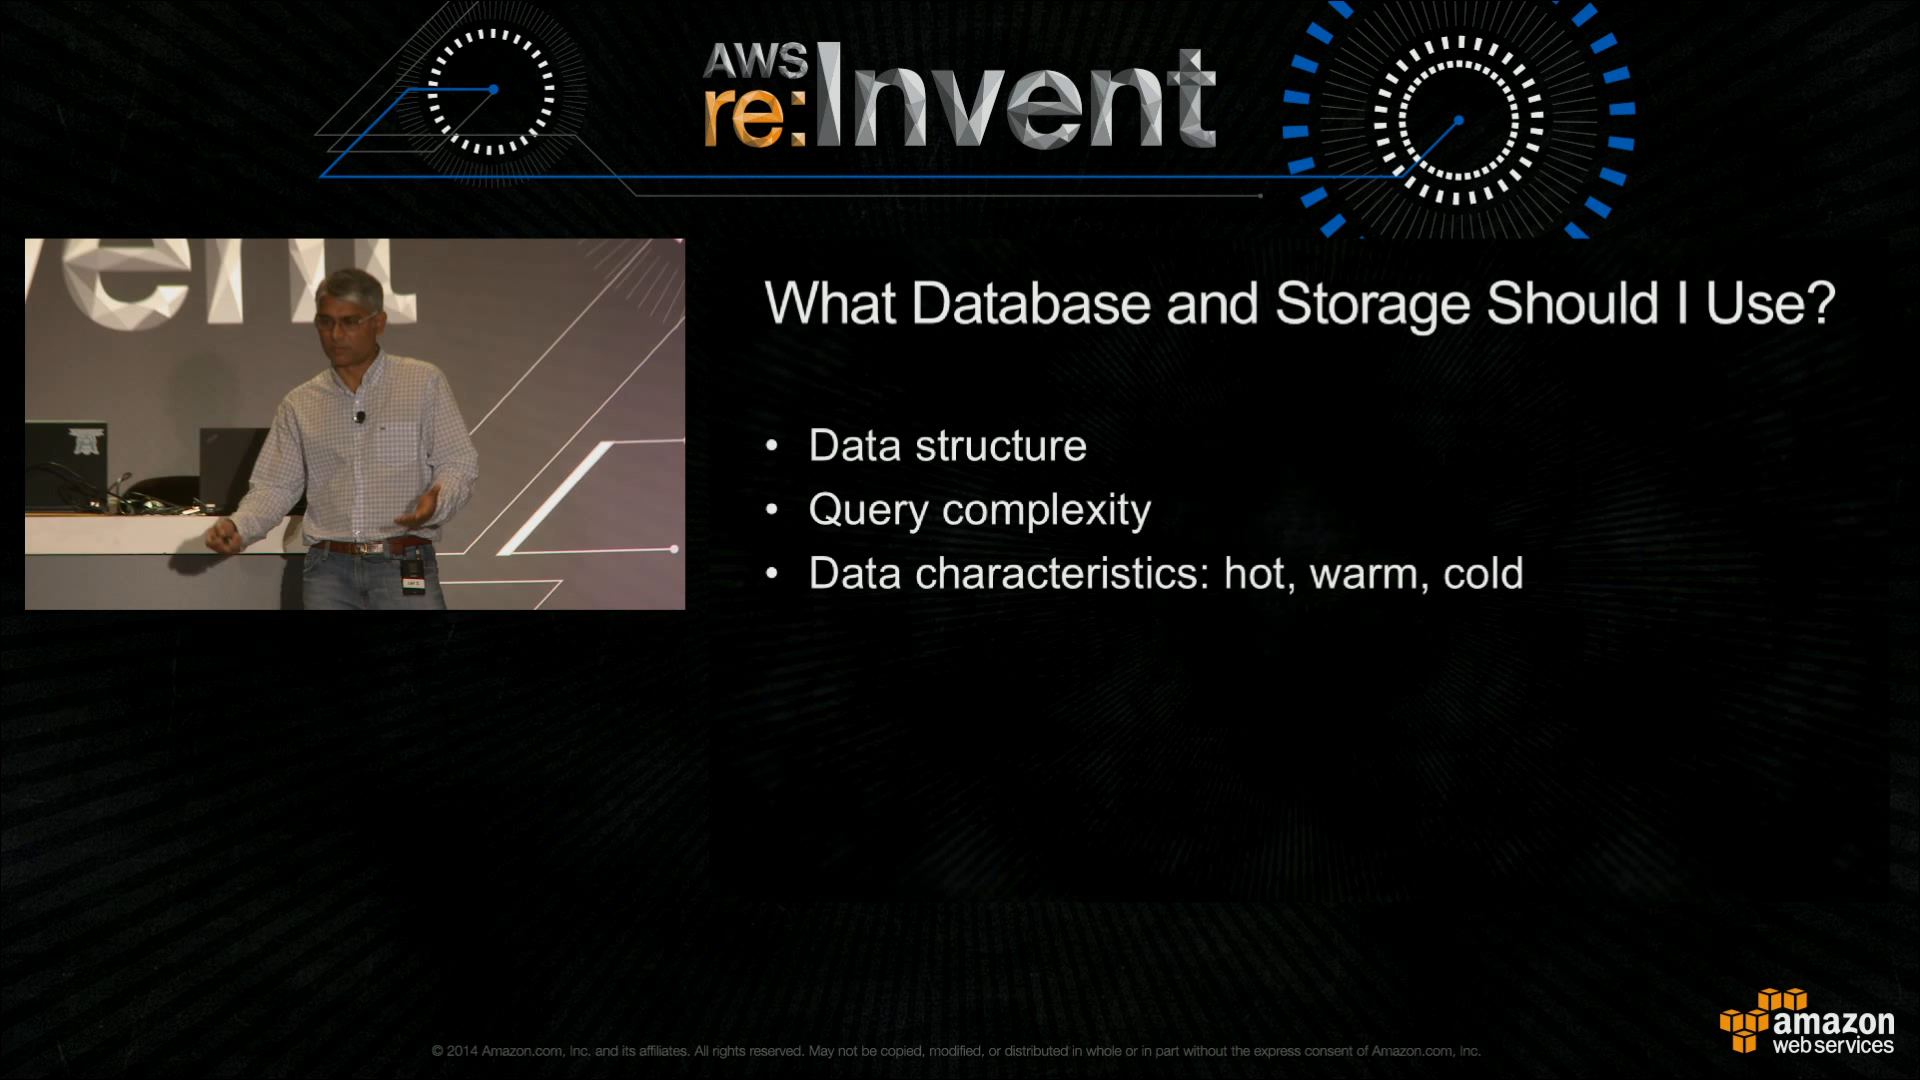 AWS
re:Invent
vent
What Database and Storage Should I Use?
• Data structure
• Query complexity
• Data characteristics: hot, warm, cold
© 2014 Amazon.com, Inc. and its affiliates. All rights reserved. May not be copied, modified, or distributed in whole or in part without the express consent of Amazon.com, Inc.
amazon
web services